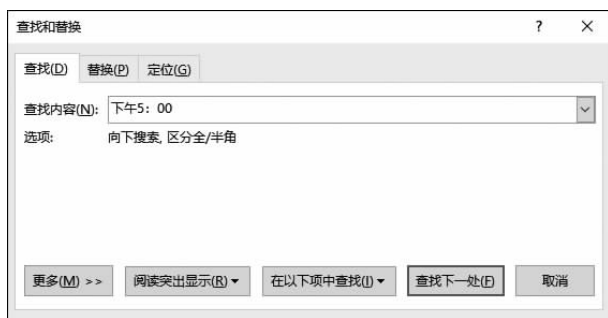 查找和替换 ? ×
查找(D) 替换(P) 定位(G)
查找内容(N): 下午5：00
选项: 向下搜索, 区分全/半角
更多(M) >> 阅读突出显示(R) 在以下项中查找(I) 查找下一处(F) 取消